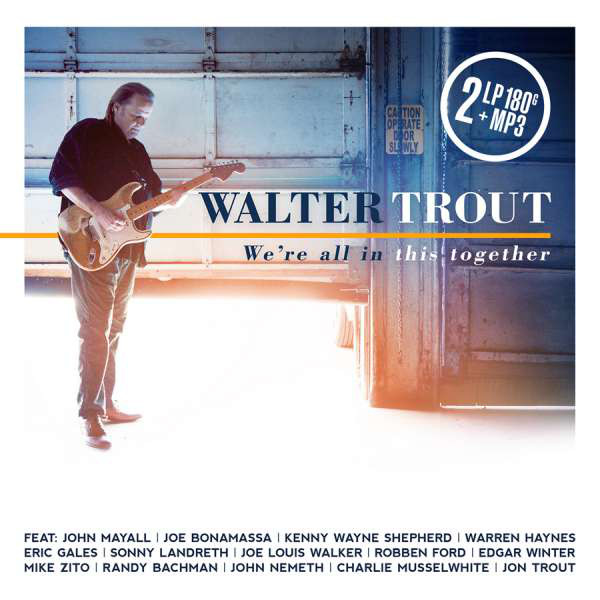 2 LP 180G
+ MP3
CAUTION
OPERATE
DOOR
SLOWLY
WALTER TROUT
We're all in this together
FEAT: JOHN MAYALL | JOE BONAMASSA | KENNY WAYNE SHEPHERD | WARREN HAYNES
ERIC GALES | SONNY LANDRETH | JOE LOUIS WALKER | ROBBEN FORD | EDGAR WINTER
MIKE ZITO | RANDY BACHMAN | JOHN NEMETH | CHARLIE MUSSELWHITE | JON TROUT